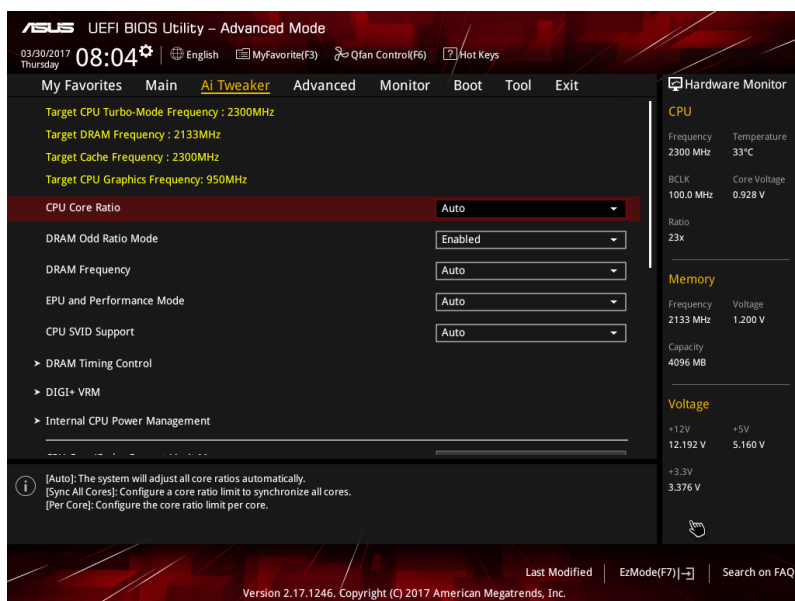 ASUS UEFI BIOS Utility – Advanced Mode
03/30/2017 Thursday 08:04 English MyFavorite(F3) Qfan Control(F6) ? Hot Keys
My Favorites Main Ai Tweaker Advanced Monitor Boot Tool Exit
Target CPU Turbo-Mode Frequency : 2300MHz
Target DRAM Frequency : 2133MHz
Target Cache Frequency : 2300MHz
Target CPU Graphics Frequency: 950MHz
CPU Core Ratio Auto
DRAM Odd Ratio Mode Enabled
DRAM Frequency Auto
EPU and Performance Mode Auto
CPU SVID Support Auto
> DRAM Timing Control
> DIGI+ VRM
> Internal CPU Power Management
[Auto]: The system will adjust all core ratios automatically.
[Sync All Cores]: Configure a core ratio limit to synchronize all cores.
[Per Core]: Configure the core ratio limit per core.
Hardware Monitor
CPU
Frequency Temperature
2300 MHz 33°C
BCLK Core Voltage
100.0 MHz 0.928 V
Ratio
23x
Memory
Frequency Voltage
2133 MHz 1.200 V
Capacity
4096 MB
Voltage
+12V +5V
12.192 V 5.160 V
+3.3V
3.376 V
Last Modified EzMode(F7) Search on FAQ
Version 2.17.1246. Copyright (C) 2017 American Megatrends, Inc.